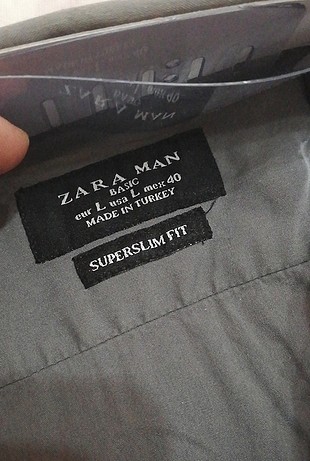 ZARA MAN
BASIC
eur L usa L mex 40
MADE IN TURKEY
SUPERSLIM FIT